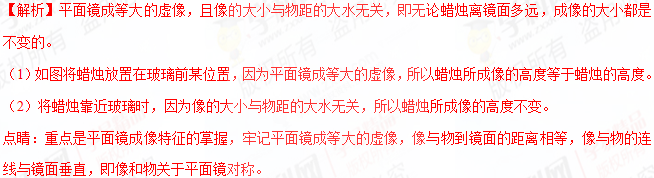 【解析】平面镜成等大的虚像，且像的大小与物距的大水无关，即无论蜡烛离镜面多远，成像的大小都是
不变的。
（1）如图将蜡烛放置在玻璃前某位置，因为平面镜成等大的虚像，所以蜡烛所成像的高度等于蜡烛的高度。
（2）将蜡烛靠近玻璃时，因为像的大小与物距的大水无关，所以蜡烛所成像的高度不变。
点睛：重点是平面镜成像特征的掌握，牢记平面镜成等大的虚像，像与物到镜面的距离相等，像与物的连
线与镜面垂直，即像和物关于平面镜对称。